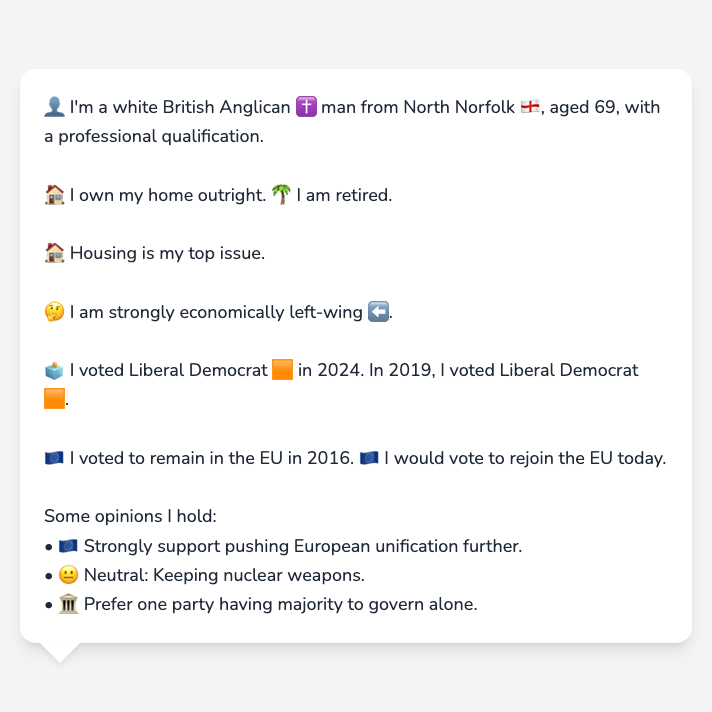 👤 I'm a white British Anglican ✝️ man from North Norfolk 🏴󠁧󠁢󠁥󠁮󠁧󠁿, aged 69, with
a professional qualification.
🏠 I own my home outright. 🌴 I am retired.
🏠 Housing is my top issue.
🤔 I am strongly economically left-wing ⬅️.
🗳️ I voted Liberal Democrat 🟧 in 2024. In 2019, I voted Liberal Democrat
🟧.
🇪🇺 I voted to remain in the EU in 2016. 🇪🇺 I would vote to rejoin the EU today.
Some opinions I hold:
• 🇪🇺 Strongly support pushing European unification further.
• 😐 Neutral: Keeping nuclear weapons.
• 🏛️ Prefer one party having majority to govern alone.